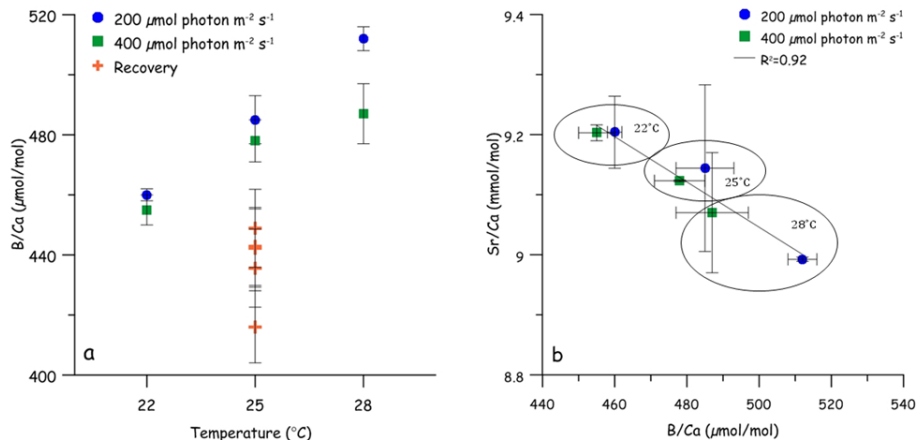 520
480
440
400
B/Ca (µmol/mol)
200 µmol photon m⁻² s⁻¹
400 µmol photon m⁻² s⁻¹
Recovery
a
22
25
28
Temperature (°C)
9.4
9.2
9
8.8
Sr/Ca (mmol/mol)
200 µmol photon m⁻² s⁻¹
400 µmol photon m⁻² s⁻¹
R²=0.92
22°C
25°C
28°C
b
440
460
480
500
520
540
B/Ca (µmol/mol)